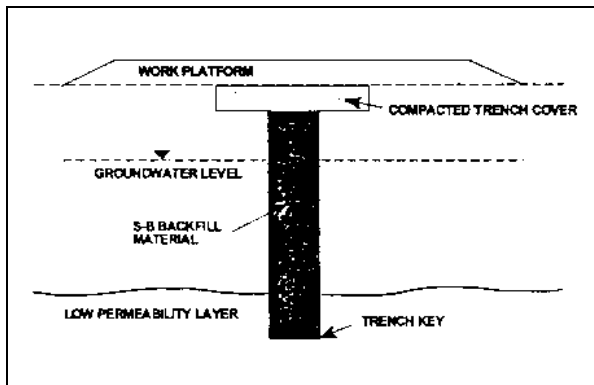 WORK PLATFORM
COMPACTED TRENCH COVER
GROUNDWATER LEVEL
S-B BACKFILL
MATERIAL
LOW PERMEABILITY LAYER
TRENCH KEY